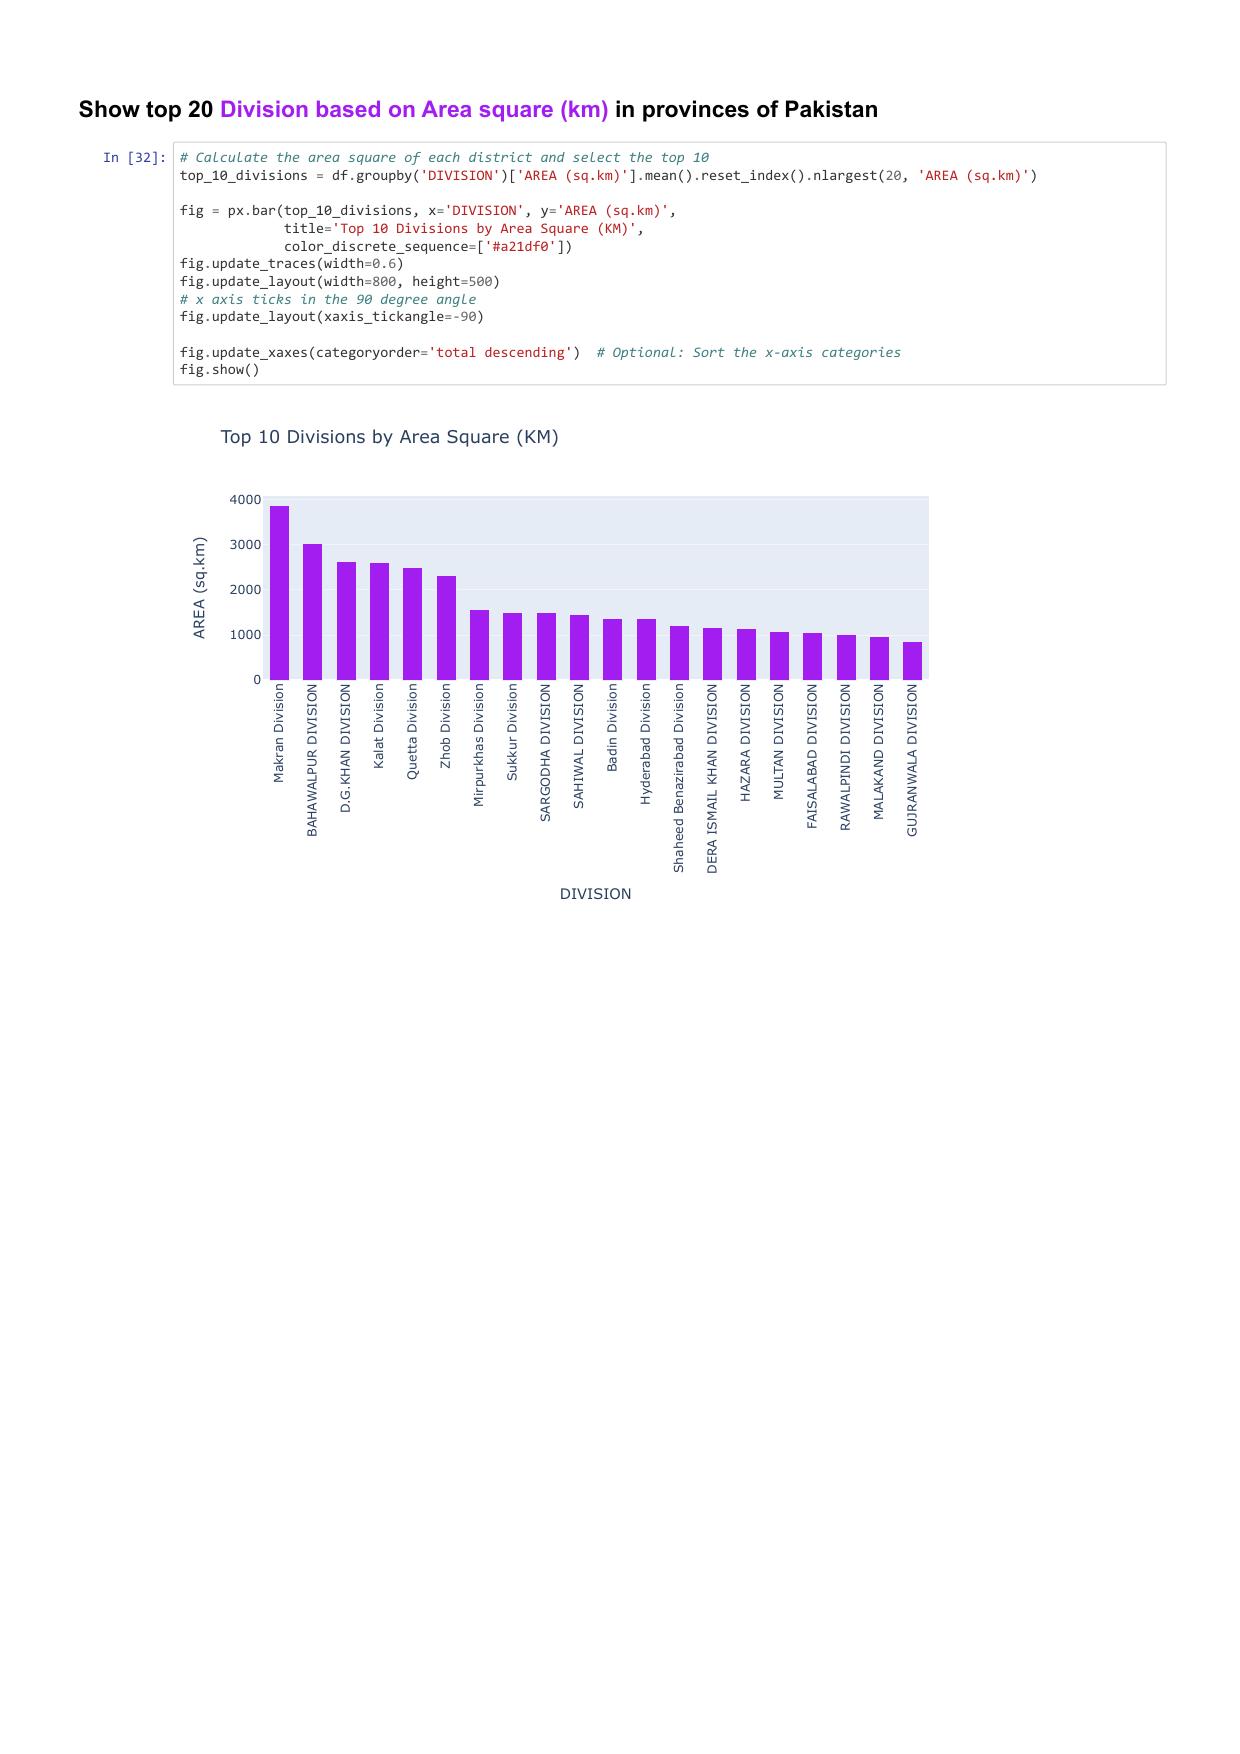 Show top 20 Division based on Area square (km) in provinces of Pakistan
In [32]:
# Calculate the area square of each district and select the top 10
top_10_divisions = df.groupby('DIVISION')['AREA (sq.km)'].mean().reset_index().nlargest(20, 'AREA (sq.km)')
fig = px.bar(top_10_divisions, x='DIVISION', y='AREA (sq.km)',
title='Top 10 Divisions by Area Square (KM)',
color_discrete_sequence=['#a21df0'])
fig.update_traces(width=0.6)
fig.update_layout(width=800, height=500)
# x axis ticks in the 90 degree angle
fig.update_layout(xaxis_tickangle=-90)
fig.update_xaxes(categoryorder='total descending')  # Optional: Sort the x-axis categories
fig.show()
Top 10 Divisions by Area Square (KM)
AREA (sq.km)
4000
3000
2000
1000
0
Makran Division
BAHAWALPUR DIVISION
D.G.KHAN DIVISION
Kalat Division
Quetta Division
Zhob Division
Mirpurkhas Division
Sukkur Division
SARGODHA DIVISION
SAHIWAL DIVISION
Badin Division
Hyderabad Division
Shaheed Benazirabad Division
DERA ISMAIL KHAN DIVISION
HAZARA DIVISION
MULTAN DIVISION
FAISALABAD DIVISION
RAWALPINDI DIVISION
MALAKAND DIVISION
GUJRANWALA DIVISION
DIVISION